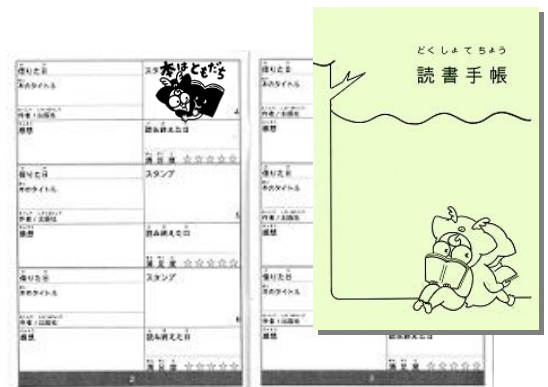 どくしょてちょう
読書手帳
本はともだち
借りた日
スタンプ
本のタイトル
作者/出版社
感想
読み終えた日
満足度 ☆☆☆☆☆
借りた日
スタンプ
本のタイトル
作者/出版社
感想
読み終えた日
満足度 ☆☆☆☆☆
借りた日
スタンプ
本のタイトル
作者/出版社
感想
読み終えた日
満足度 ☆☆☆☆☆
2
借りた日
本のタイトル
作者/出版社
感想
借りた日
本のタイトル
作者/出版社
感想
借りた日
本のタイトル
作者/出版社
感想
読み終えた日
満足度 ☆☆☆☆☆